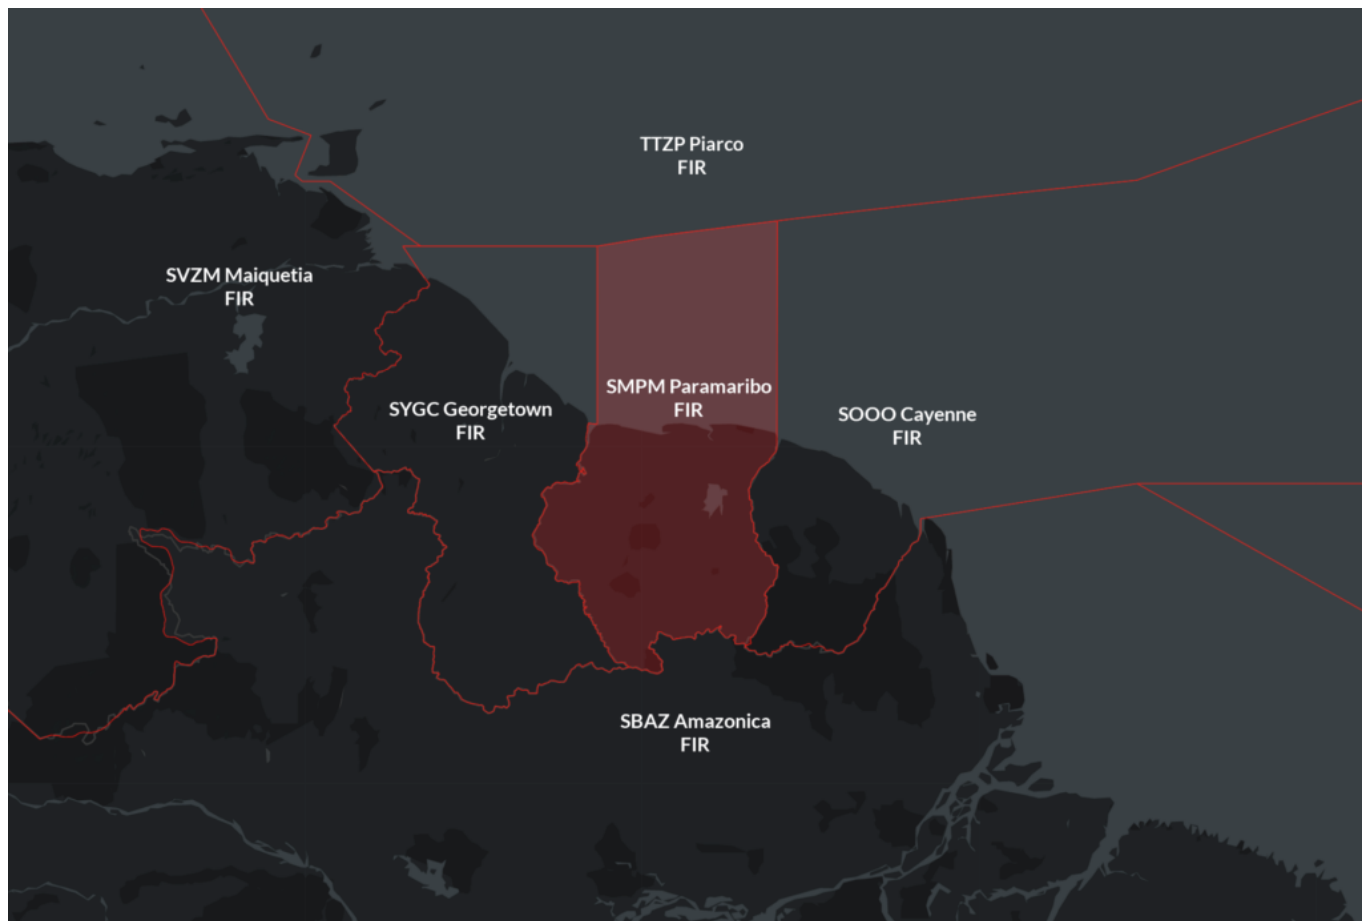 TTZP Piarco
FIR
SVZM Maiquetia
FIR
SMPM Paramaribo
FIR
SYGC Georgetown
FIR
SOOO Cayenne
FIR
SBAZ Amazonica
FIR